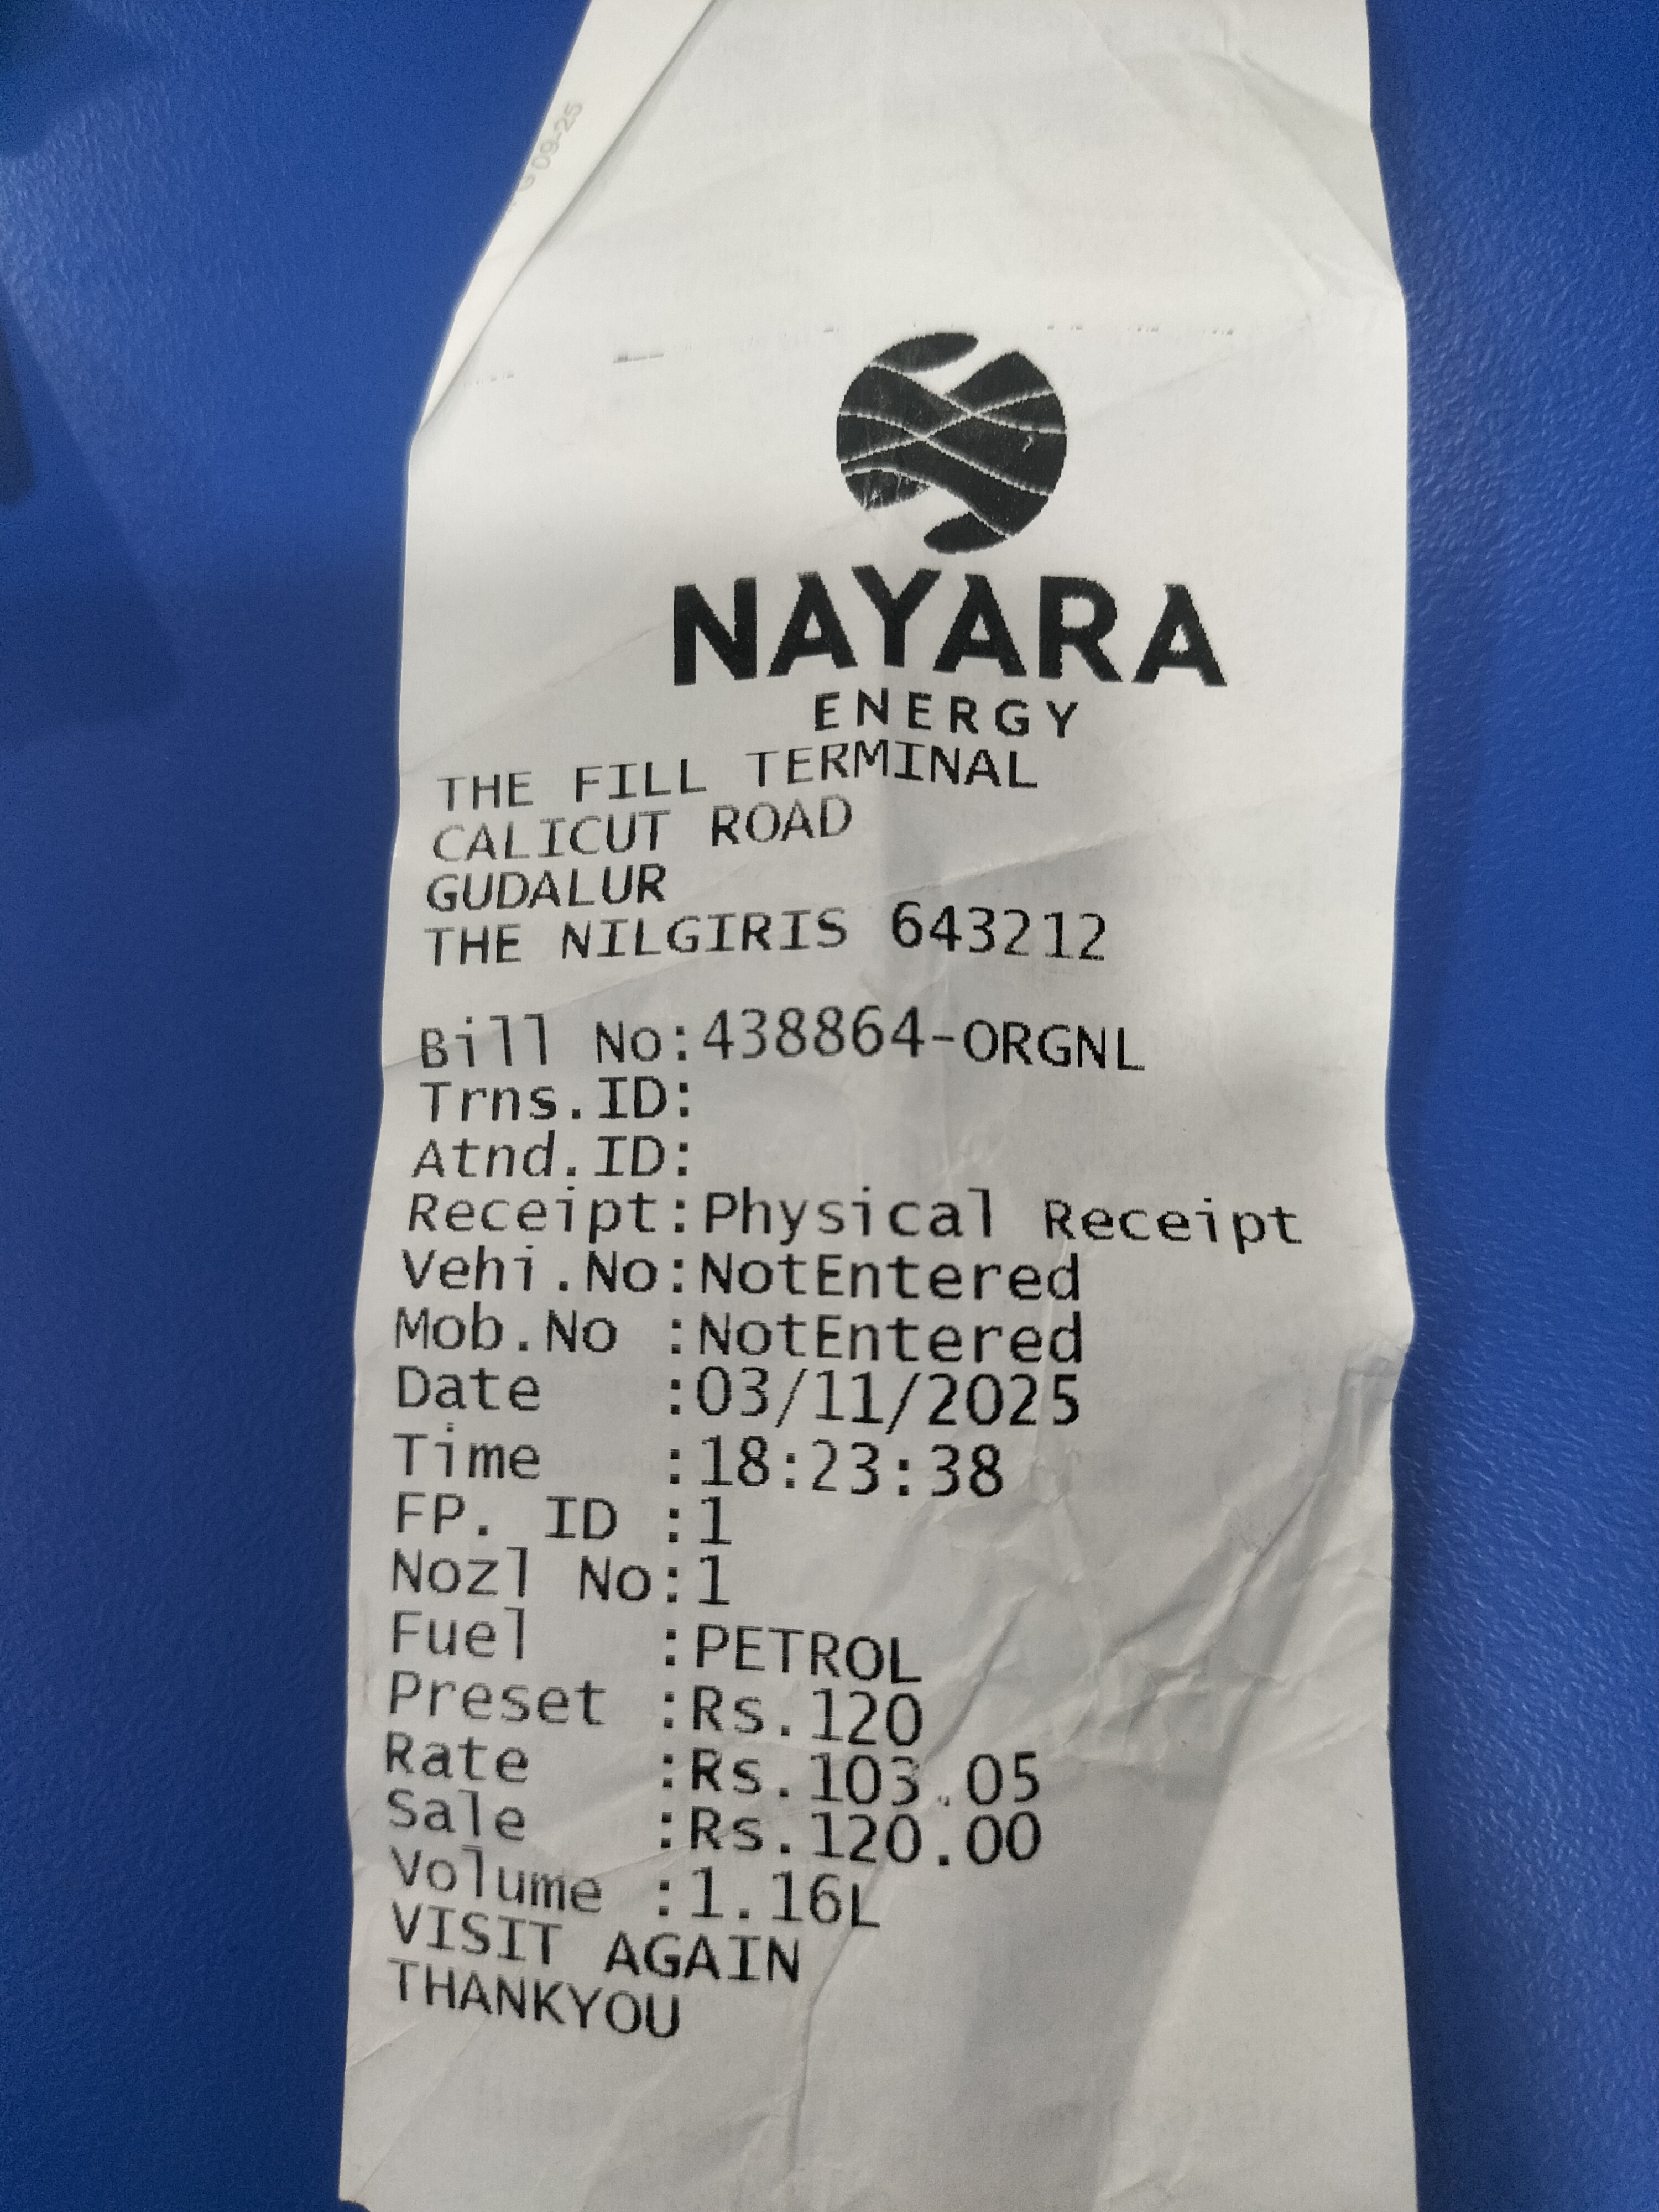 G 09-25
NAYARA
ENERGY
THE FILL TERMINAL
CALICUT ROAD
GUDALUR
THE NILGIRIS 643212
Bill No:438864-ORGNL
Trns.ID:
Atnd.ID:
Receipt:Physical Receipt
Vehi.No:NotEntered
Mob.No :NotEntered
Date :03/11/2025
Time :18:23:38
FP. ID :1
Nozl No:1
Fuel :PETROL
Preset :Rs.120
Rate :Rs.103.05
Sale :Rs.120.00
Volume :1.16L
VISIT AGAIN
THANKYOU